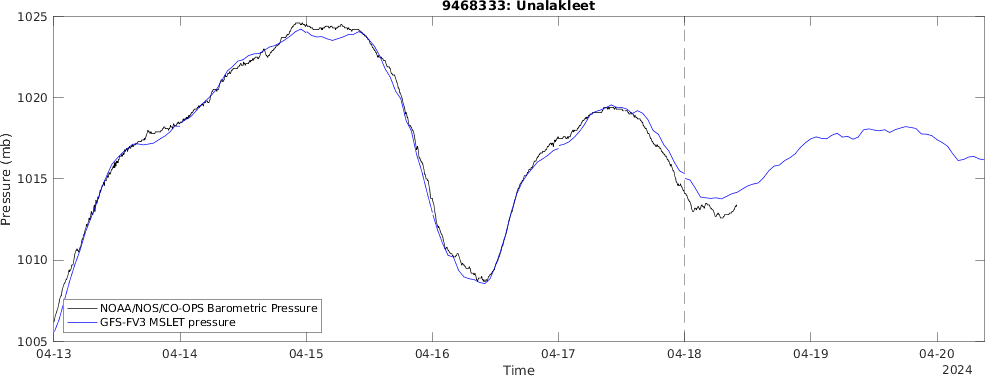 9468333: Unalakleet
1025
1020
1015
1010
1005
Pressure (mb)
NOAA/NOS/CO-OPS Barometric Pressure
GFS-FV3 MSLET pressure
04-13 04-14 04-15 04-16 04-17 04-18 04-19 04-20
Time
2024